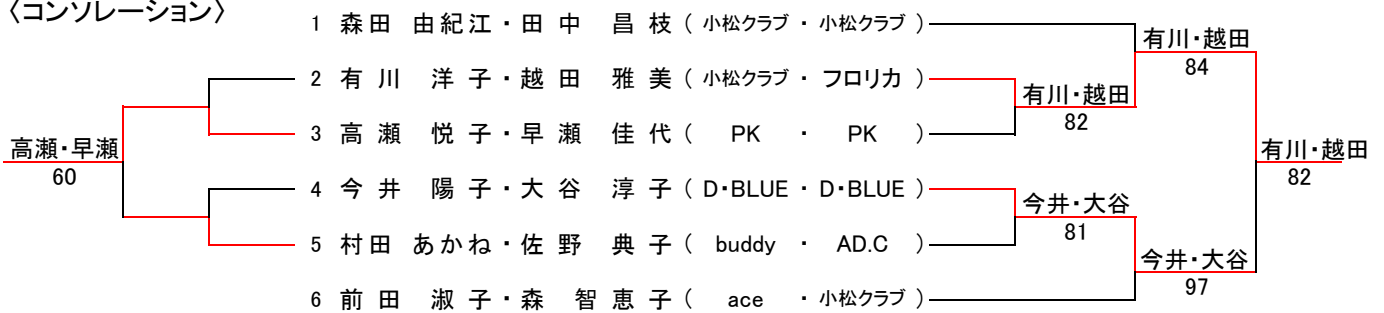 〈コンソレーション〉
1 森田 由紀江・田中 昌枝 ( 小松クラブ ・ 小松クラブ )
有川・越田
84
2 有川 洋子・越田 雅美 ( 小松クラブ ・ フロリカ )
有川・越田
82
3 高瀬 悦子・早瀬 佳代 ( PK ・ PK )
高瀬・早瀬
60
有川・越田
82
4 今井 陽子・大谷 淳子 ( D・BLUE ・ D・BLUE )
今井・大谷
81
5 村田 あかね・佐野 典子 ( buddy ・ AD.C )
今井・大谷
97
6 前田 淑子・森 智恵子 ( ace ・ 小松クラブ )